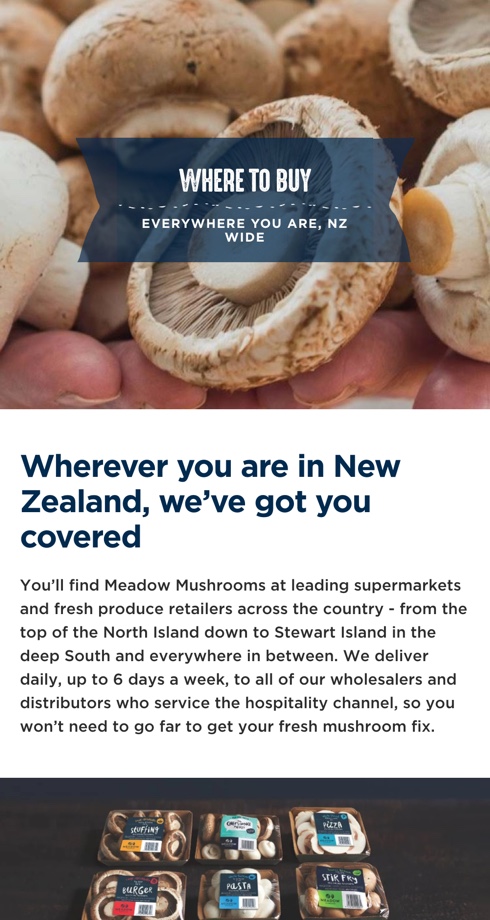 WHERE TO BUY
EVERYWHERE YOU ARE, NZ
WIDE
Wherever you are in New
Zealand, we’ve got you
covered
You’ll find Meadow Mushrooms at leading supermarkets
and fresh produce retailers across the country - from the
top of the North Island down to Stewart Island in the
deep South and everywhere in between. We deliver
daily, up to 6 days a week, to all of our wholesalers and
distributors who service the hospitality channel, so you
won’t need to go far to get your fresh mushroom fix.
STUFFING
PIZZA
BURGER
PASTA
STIR FRY